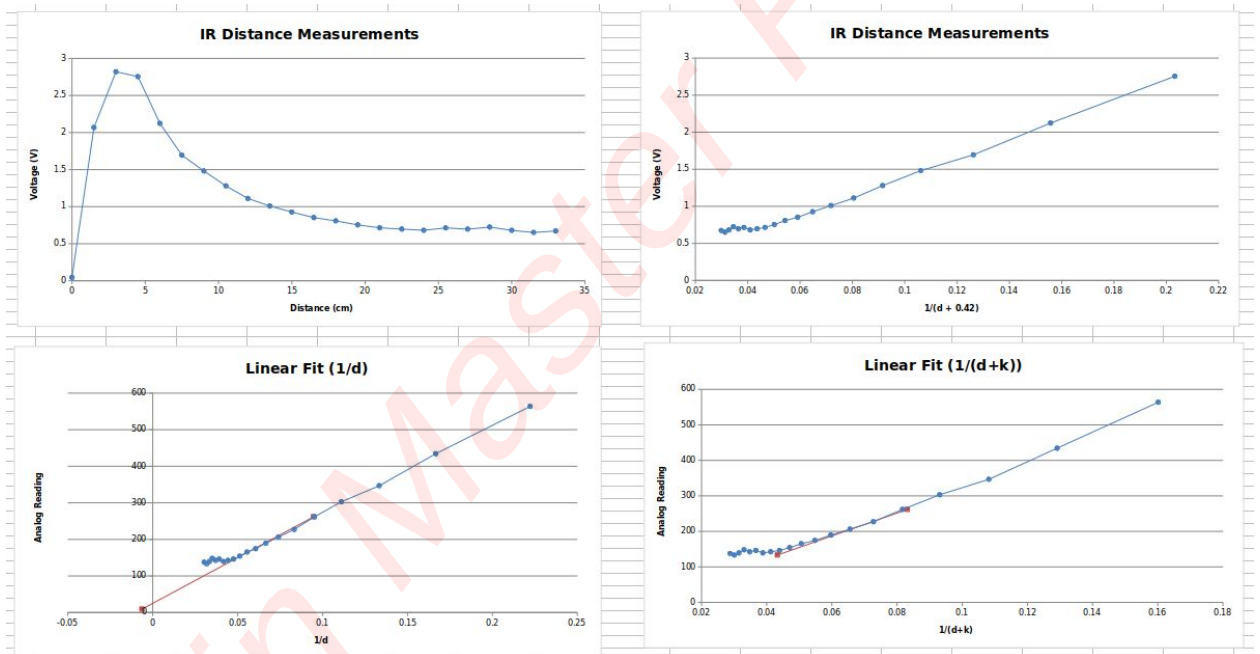 IR Distance Measurements
3
2.5
2
1.5
1
0.5
0
Voltage (V)
0 5 10 15 20 25 30 35
Distance (cm)
IR Distance Measurements
3
2.5
2
1.5
1
0.5
0
Voltage (V)
0.02 0.04 0.06 0.08 0.1 0.12 0.14 0.16 0.18 0.2 0.22
1/(d + 0.42)
Linear Fit (1/d)
600
500
400
300
200
100
0
Analog Reading
-0.05 0 0.05 0.1 0.15 0.2 0.25
1/d
Linear Fit (1/(d+k))
600
500
400
300
200
100
0
Analog Reading
0.02 0.04 0.06 0.08 0.1 0.12 0.14 0.16 0.18
1/(d+k)
in Master